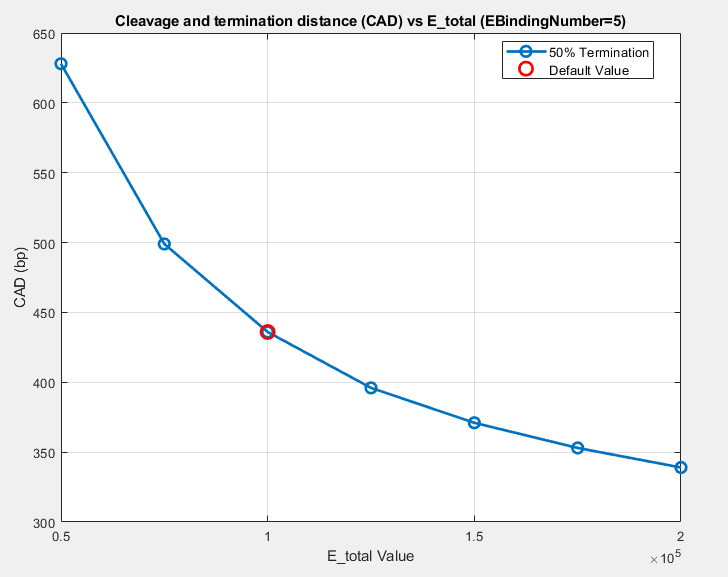 Cleavage and termination distance (CAD) vs E_total (EBindingNumber=5)
50% Termination
Default Value
CAD (bp)
650
600
550
500
450
400
350
300
0.5
1
1.5
2
E_total Value
×10^5